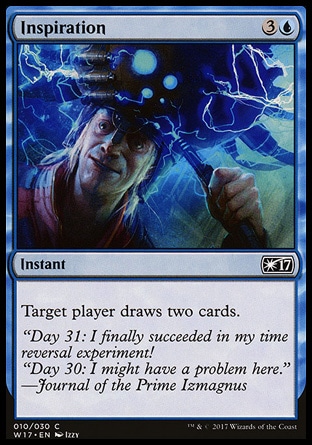 Inspiration 3
Instant 17
Target player draws two cards.
“Day 31: I finally succeeded in my time
reversal experiment!
“Day 30: I might have a problem here.”
—Journal of the Prime Izmagnus
010/030 C
W17 • EN Izzy ™ & © 2017 Wizards of the Coast